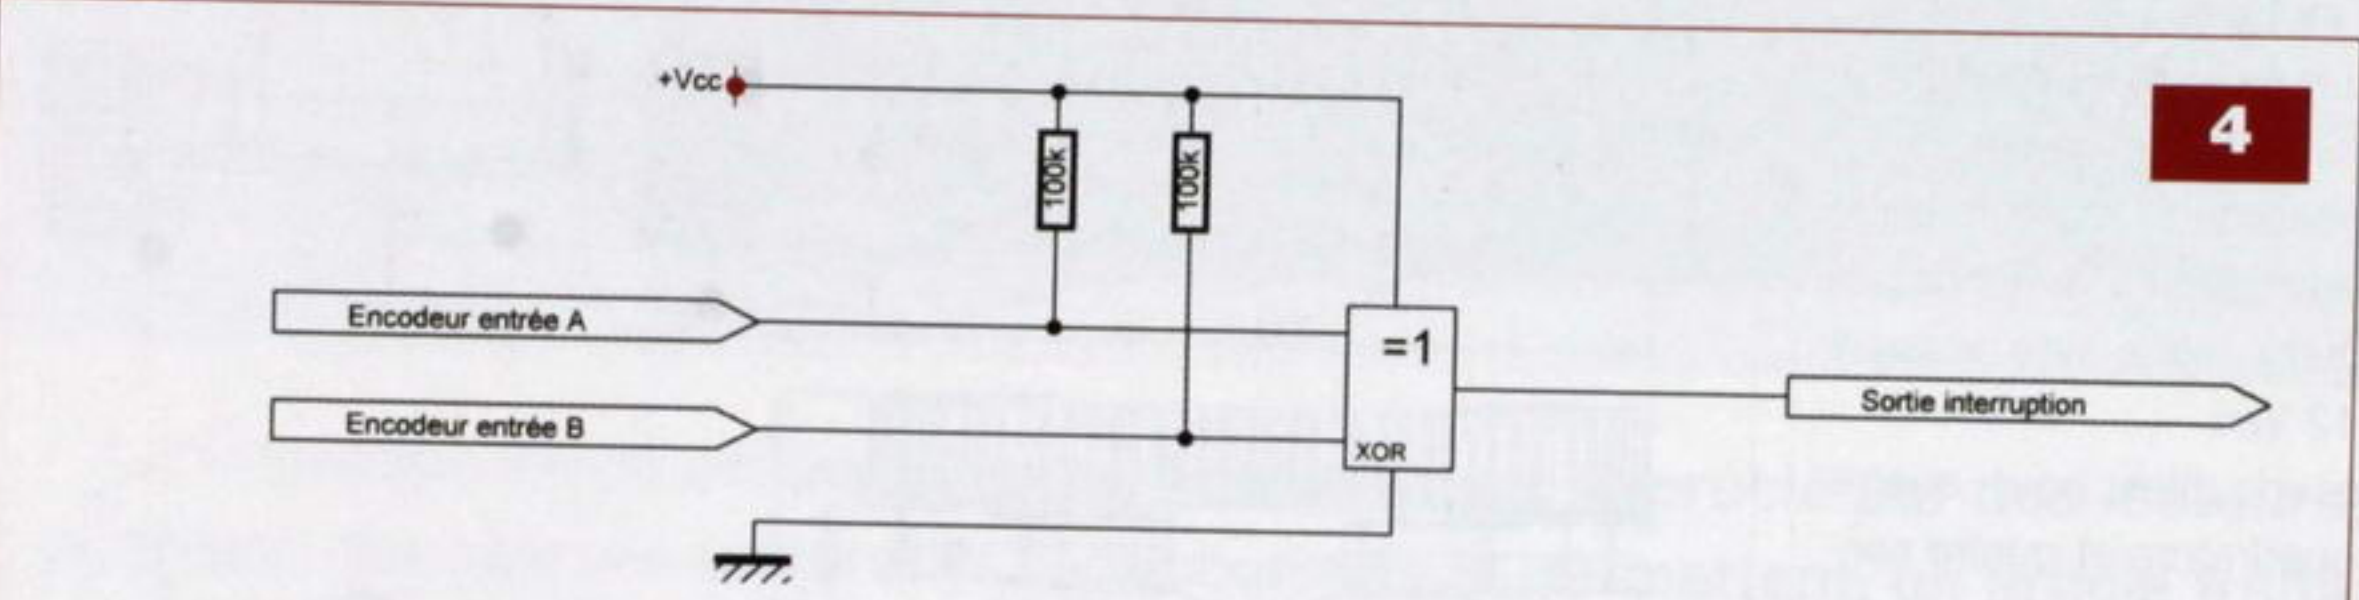 +Vcc
4
100k
100k
Encodeur entrée A
=1
Sortie interruption
Encodeur entrée B
XOR